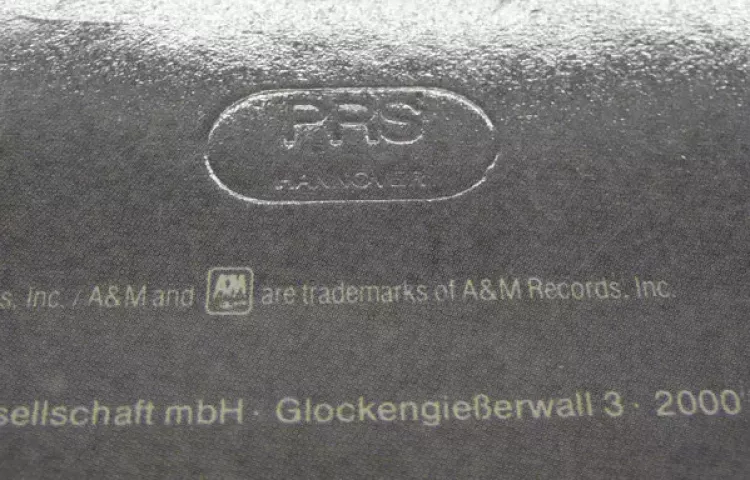 PRS
HANNOVER
s, Inc. / A&M and A&M are trademarks of A&M Records, Inc.
sellschaft mbH · Glockengießerwall 3 · 2000